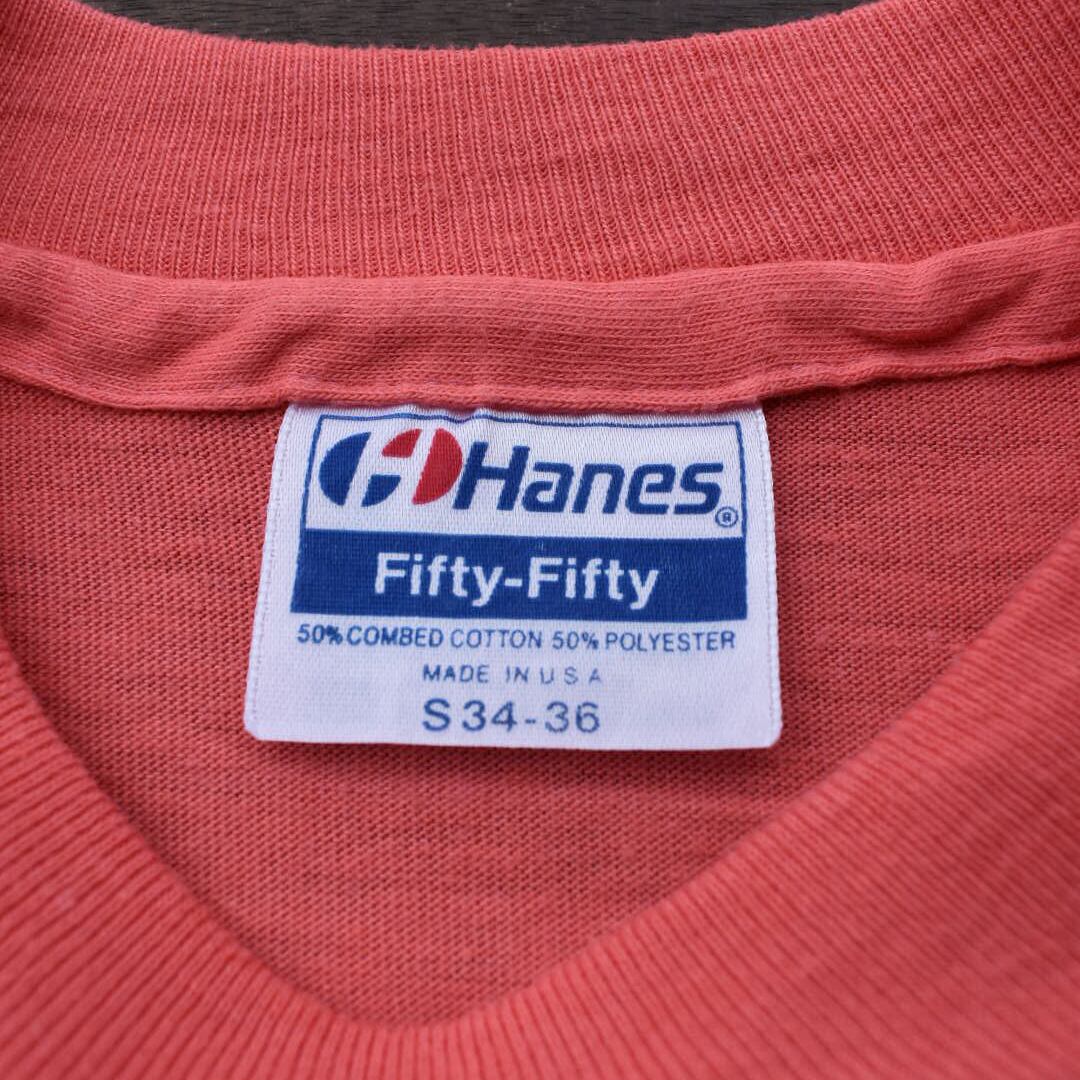 Hanes®
Fifty-Fifty
50% COMBED COTTON 50% POLYESTER
MADE IN U S A
S 34-36